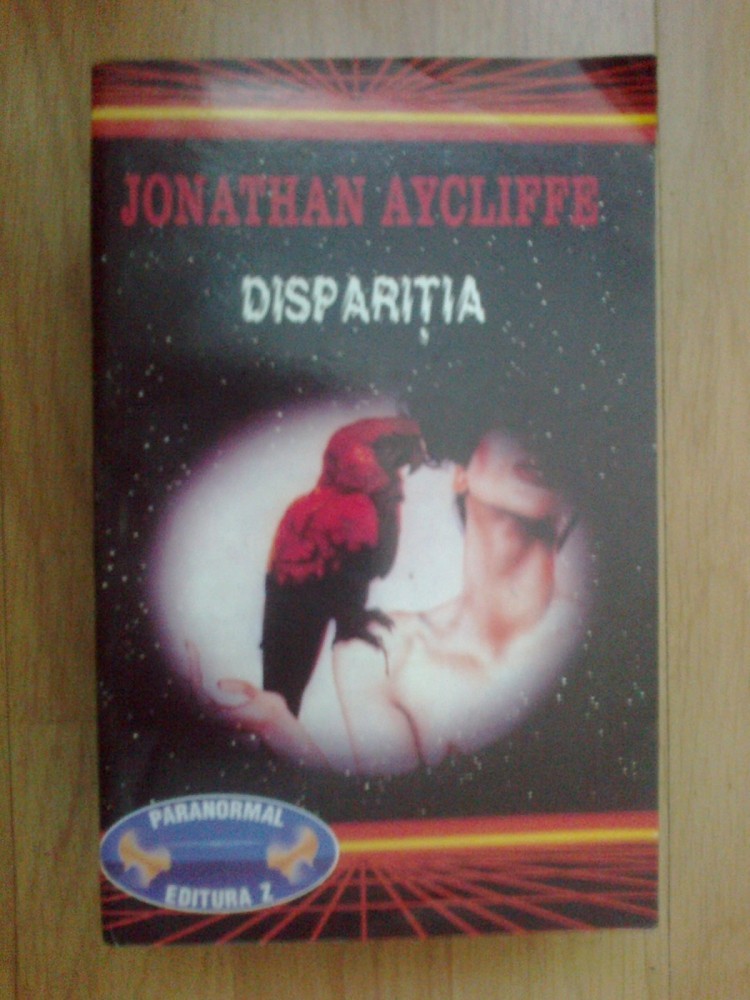 JONATHAN AYCLIFFE
DISPARIȚIA
PARANORMAL
EDITURA Z